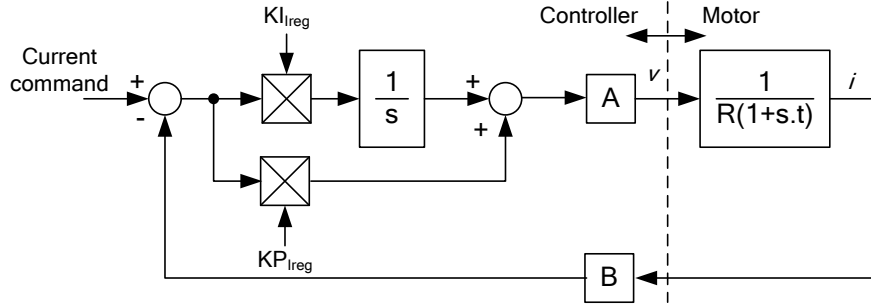 Controller
Motor
KI_Ireg
Current
command
+
-
1
s
+
+
A
v
1
R(1+s.t)
i
KP_Ireg
B